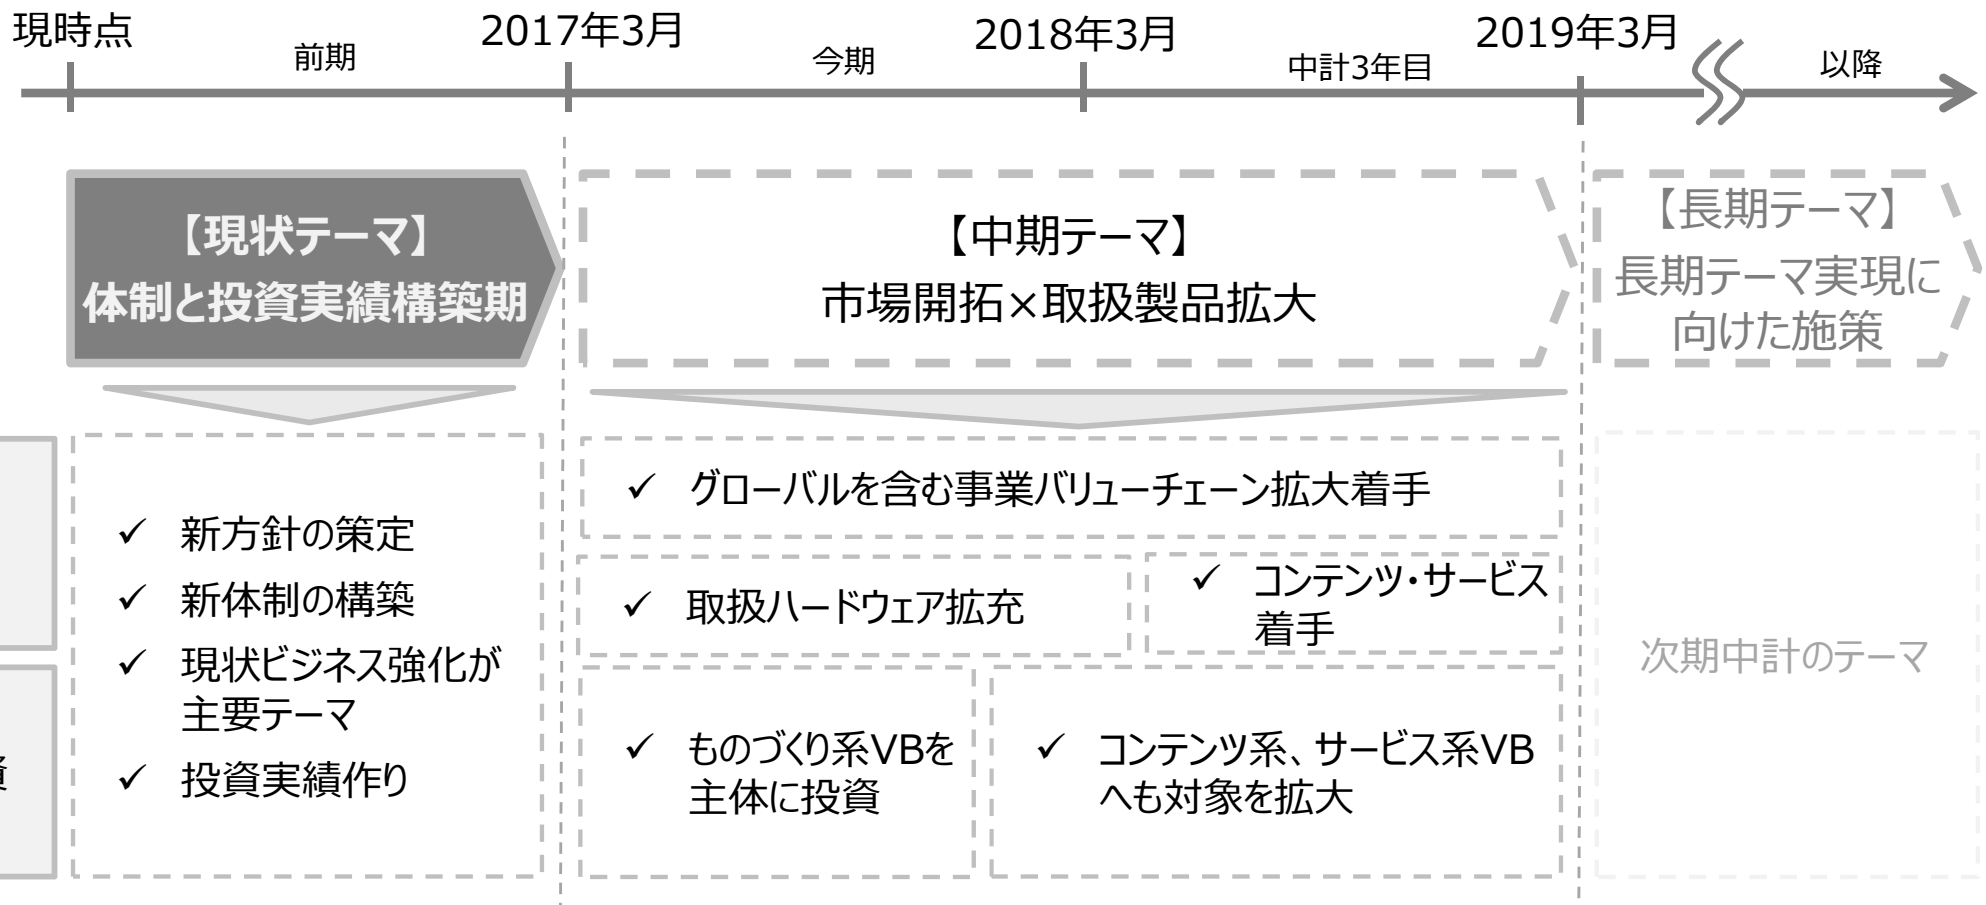 現時点
2017年3月
2018年3月
2019年3月
前期
今期
中計3年目
以降
【現状テーマ】
体制と投資実績構築期
【中期テーマ】
市場開拓×取扱製品拡大
【長期テーマ】
長期テーマ実現に
向けた施策
✓ 新方針の策定
✓ 新体制の構築
✓ 現状ビジネス強化が
主要テーマ
✓ 投資実績作り
✓ グローバルを含む事業バリューチェーン拡大着手
✓ 取扱ハードウェア拡充
✓ コンテンツ・サービス
着手
✓ ものづくり系VBを
主体に投資
✓ コンテンツ系、サービス系VB
へも対象を拡大
次期中計のテーマ